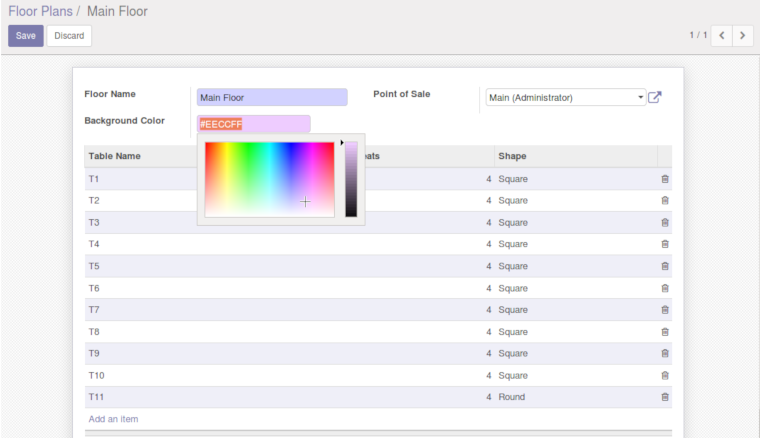 Floor Plans / Main Floor
Save Discard 1 / 1
Floor Name Main Floor Point of Sale Main (Administrator)
Background Color #EECCFF
Table Name eats Shape
T1 4 Square
T2 4 Square
T3 4 Square
T4 4 Square
T5 4 Square
T6 4 Square
T7 4 Square
T8 4 Square
T9 4 Square
T10 4 Square
T11 4 Round
Add an item